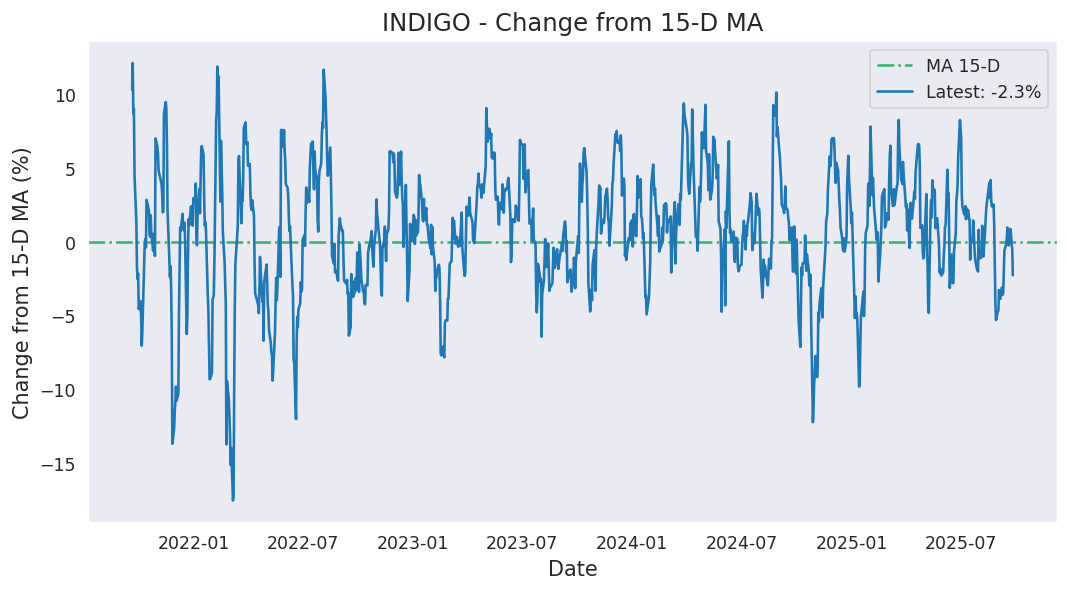 INDIGO - Change from 15-D MA
MA 15-D
Latest: -2.3%
Change from 15-D MA (%)
10
5
0
−5
−10
−15
2022-01
2022-07
2023-01
2023-07
2024-01
2024-07
2025-01
2025-07
Date